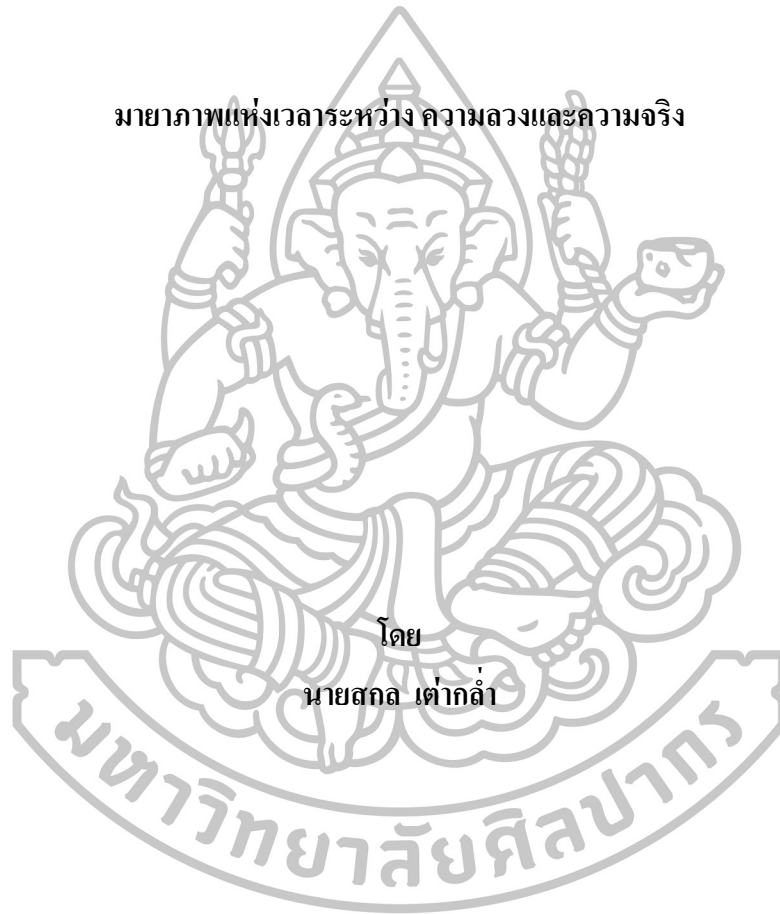 มายาภาพแห่งเวลาระหว่าง ความลวงและความจริง
โดย
นายสกล เต่ากล่ำ
มหาวิทยาลัยศิลปากร